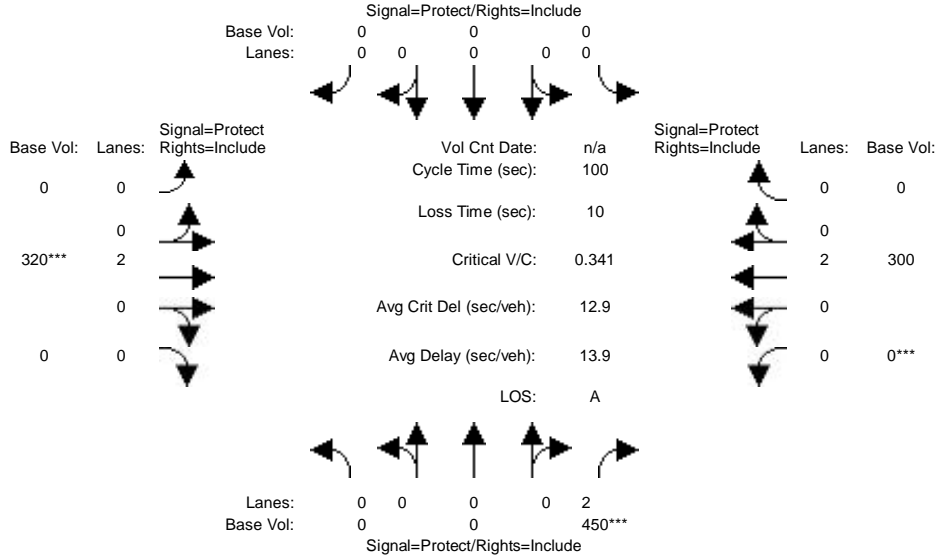 Signal=Protect/Rights=Include
Base Vol: 0 0 0
Lanes: 0 0 0 0 0
Signal=Protect Signal=Protect
Base Vol: Lanes: Rights=Include Vol Cnt Date: n/a Rights=Include Lanes: Base Vol:
Cycle Time (sec): 100
0 0 0 0
Loss Time (sec): 10
0 0
320*** 2 Critical V/C: 0.341 2 300
0 Avg Crit Del (sec/veh): 12.9 0
0 0 Avg Delay (sec/veh): 13.9 0 0***
LOS: A
Lanes: 0 0 0 0 2
Base Vol: 0 0 450***
Signal=Protect/Rights=Include